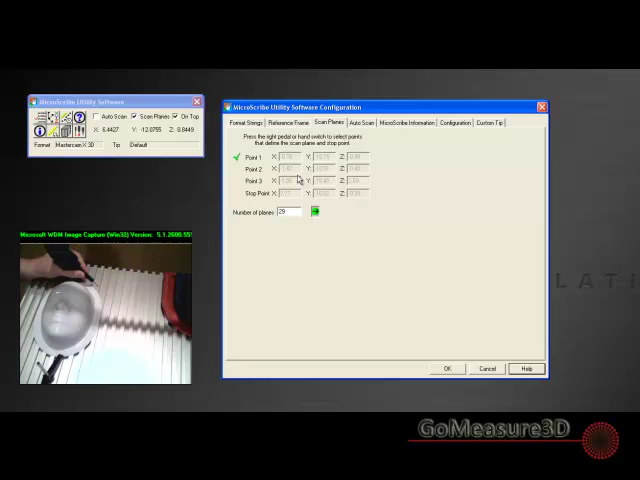 MicroScribe Utility Software
Auto Scan Scan Planes On Top
X: 6.4427 Y: -12.0755 Z: 0.8449
Format Mastercam X 3D Tip Default
MicroScribe Utility Software Configuration
Format Strings Reference Frame Scan Planes Auto Scan MicroScribe Information Configuration Custom Tip
Press the right pedal or hand switch to select points
that define the scan plane and stop point
Point 1 X: Y: Z:
Point 2 X: Y: Z:
Point 3 X: Y: Z:
Stop Point X: Y: Z:
Number of planes 29
OK Cancel Help
Microsoft WDM Image Capture (Win32) Version: 5.1.2600.55
LATI
GoMeasure3D